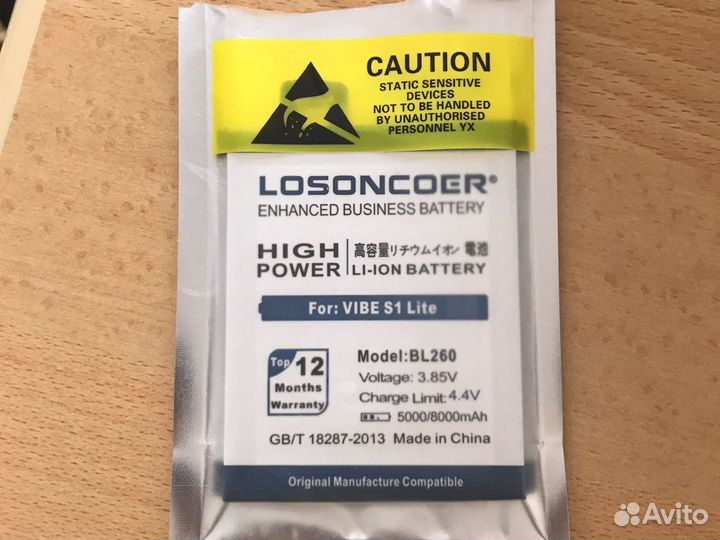 CAUTION
STATIC SENSITIVE
DEVICES
NOT TO BE HANDLED
BY UNAUTHORISED
PERSONNEL YX
LOSONCOER®
ENHANCED BUSINESS BATTERY
HIGH POWER
高容量リチウムイオン 電池
LI-ION BATTERY
For: VIBE S1 Lite
Top 12
Months
Warranty
Model:BL260
Voltage: 3.85V
Charge Limit: 4.4V
5000/8000mAh
GB/T 18287-2013 Made in China
Original Manufacture Compatible
Avito